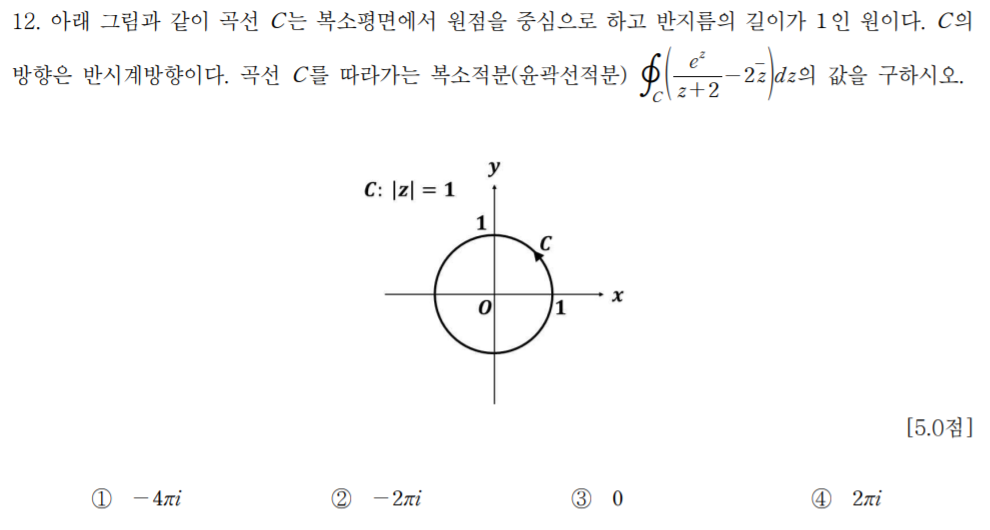 12. 아래 그림과 같이 곡선 C는 복소평면에서 원점을 중심으로 하고 반지름의 길이가 1인 원이다. C의
방향은 반시계방향이다. 곡선 C를 따라가는 복소적분(윤곽선적분) ∮_C(e^z/(z+2) − 2z̄)dz의 값을 구하시오.
y
C: |z| = 1
1
C
x
O
1
[5.0점]
① −4πi ② −2πi ③ 0 ④ 2πi